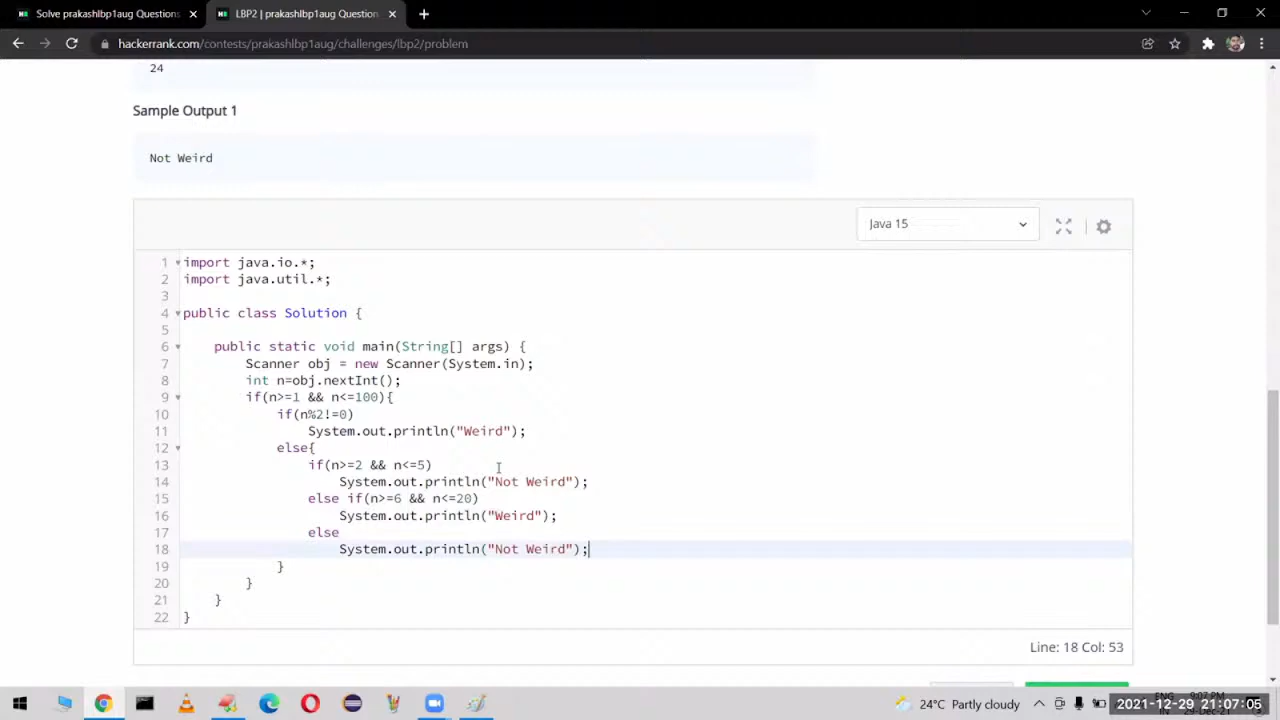 Solve prakashlbp1aug Questions
LBP2 | prakashlbp1aug Question
hackerrank.com/contests/prakashlbp1aug/challenges/lbp2/problem
24
Sample Output 1
Not Weird
Java 15
1 import java.io.*;
2 import java.util.*;
3
4 public class Solution {
5
6 public static void main(String[] args) {
7 Scanner obj = new Scanner(System.in);
8 int n=obj.nextInt();
9 if(n>=1 && n<=100){
10 if(n%2!=0)
11 System.out.println("Weird");
12 else{
13 if(n>=2 && n<=5)
14 System.out.println("Not Weird");
15 else if(n>=6 && n<=20)
16 System.out.println("Weird");
17 else
18 System.out.println("Not Weird");
19 }
20 }
21 }
22 }
Line: 18 Col: 53
24°C Partly cloudy
ENG
2021-12-29 21:07:05